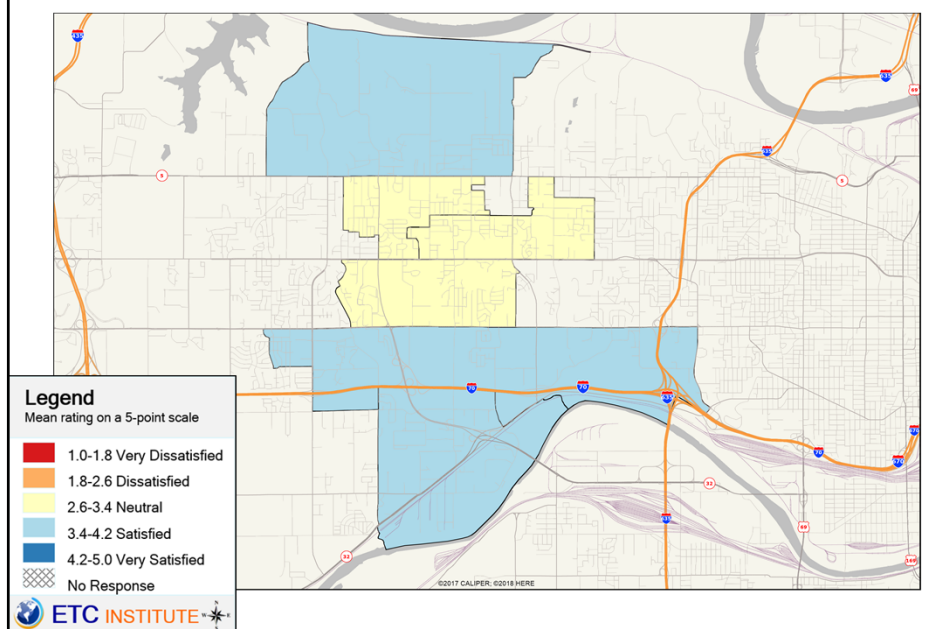 435
435
69
635
635
5
5
70
70
635
70
670
670
32
69
635
32
169
Legend
Mean rating on a 5-point scale
1.0-1.8 Very Dissatisfied
1.8-2.6 Dissatisfied
2.6-3.4 Neutral
3.4-4.2 Satisfied
4.2-5.0 Very Satisfied
No Response
ETC INSTITUTE
W E
©2017 CALIPER; ©2018 HERE